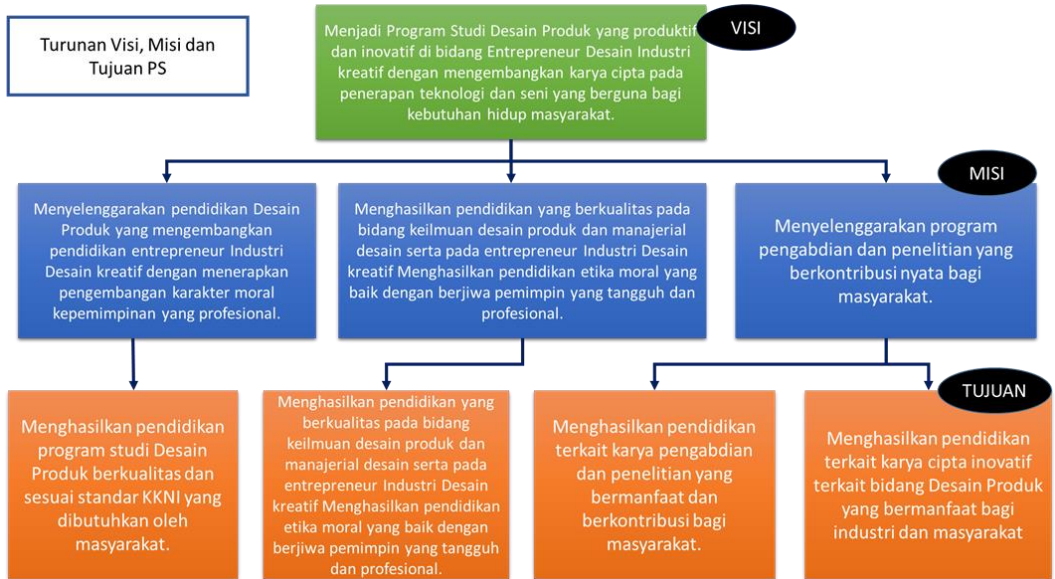 Turunan Visi, Misi dan
Tujuan PS
Menjadi Program Studi Desain Produk yang produktif
dan inovatif di bidang Entrepreneur Desain Industri
kreatif dengan mengembangkan karya cipta pada
penerapan teknologi dan seni yang berguna bagi
kebutuhan hidup masyarakat.
VISI
MISI
Menyelenggarakan pendidikan Desain
Produk yang mengembangkan
pendidikan entrepreneur Industri
Desain kreatif dengan menerapkan
pengembangan karakter moral
kepemimpinan yang profesional.
Menghasilkan pendidikan yang berkualitas pada
bidang keilmuan desain produk dan manajerial
desain serta pada entrepreneur Industri Desain
kreatif Menghasilkan pendidikan etika moral yang
baik dengan berjiwa pemimpin yang tangguh dan
profesional.
Menyelenggarakan program
pengabdian dan penelitian yang
berkontribusi nyata bagi
masyarakat.
TUJUAN
Menghasilkan pendidikan
program studi Desain
Produk berkualitas dan
sesuai standar KKNI yang
dibutuhkan oleh
masyarakat.
Menghasilkan pendidikan yang
berkualitas pada bidang
keilmuan desain produk dan
manajerial desain serta pada
entrepreneur Industri Desain
kreatif Menghasilkan pendidikan
etika moral yang baik dengan
berjiwa pemimpin yang tangguh
dan profesional.
Menghasilkan pendidikan
terkait karya pengabdian
dan penelitian yang
bermanfaat dan
berkontribusi bagi
masyarakat.
Menghasilkan pendidikan
terkait karya cipta inovatif
terkait bidang Desain Produk
yang bermanfaat bagi
industri dan masyarakat